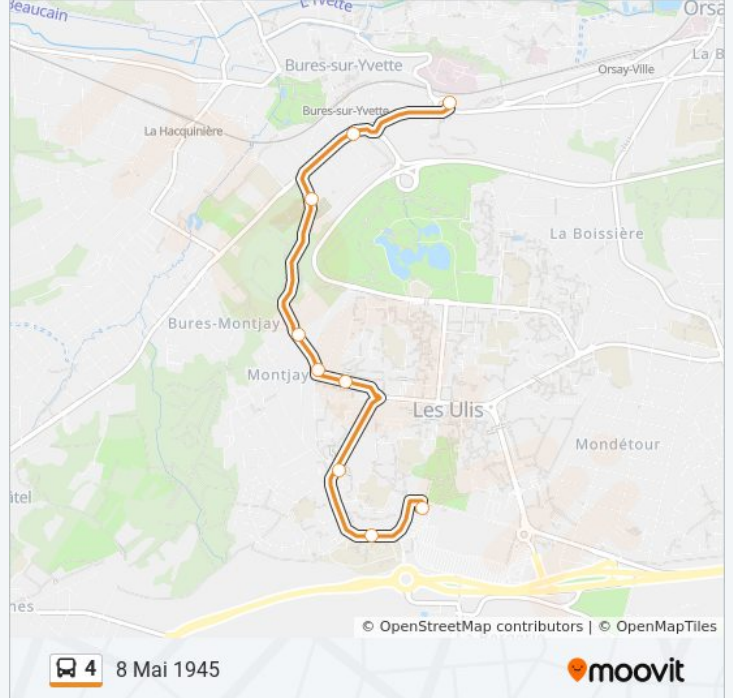 Beaucain
L'Yvette
Orsa
Bures-sur-Yvette
La B
Orsay-Ville
Bures-sur-Yvette
La Hacquinière
La Boissière
Bures-Montjay
Montjay
Les Ulis
Mondétour
âtel
nes
© OpenStreetMap contributors | © OpenMapTiles
4 8 Mai 1945
moovit